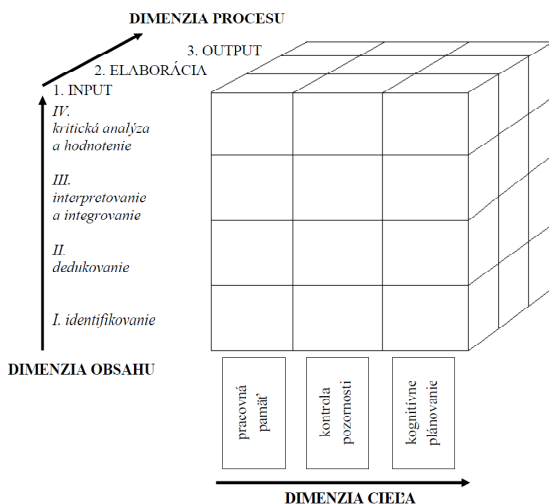 DIMENZIA PROCESU
3. OUTPUT
2. ELABORÁCIA
1. INPUT
IV.
kritická analýza
a hodnotenie
III.
interpretovanie
a integrovanie
II.
dedukovanie
I. identifikovanie
DIMENZIA OBSAHU
pracovná
pamäť
kontrola
pozornosti
kognitívne
plánovanie
DIMENZIA CIEĽA